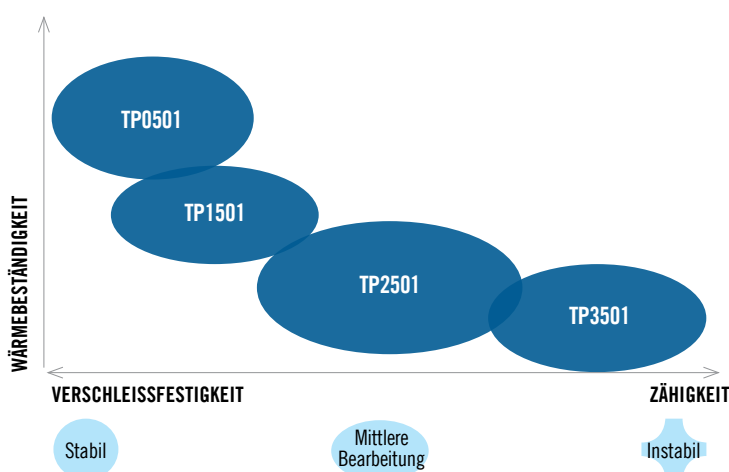 TP0501
TP1501
TP2501
TP3501
WÄRMEBESTÄNDIGKEIT
VERSCHLEISSFESTIGKEIT
ZÄHIGKEIT
Stabil
Mittlere
Bearbeitung
Instabil